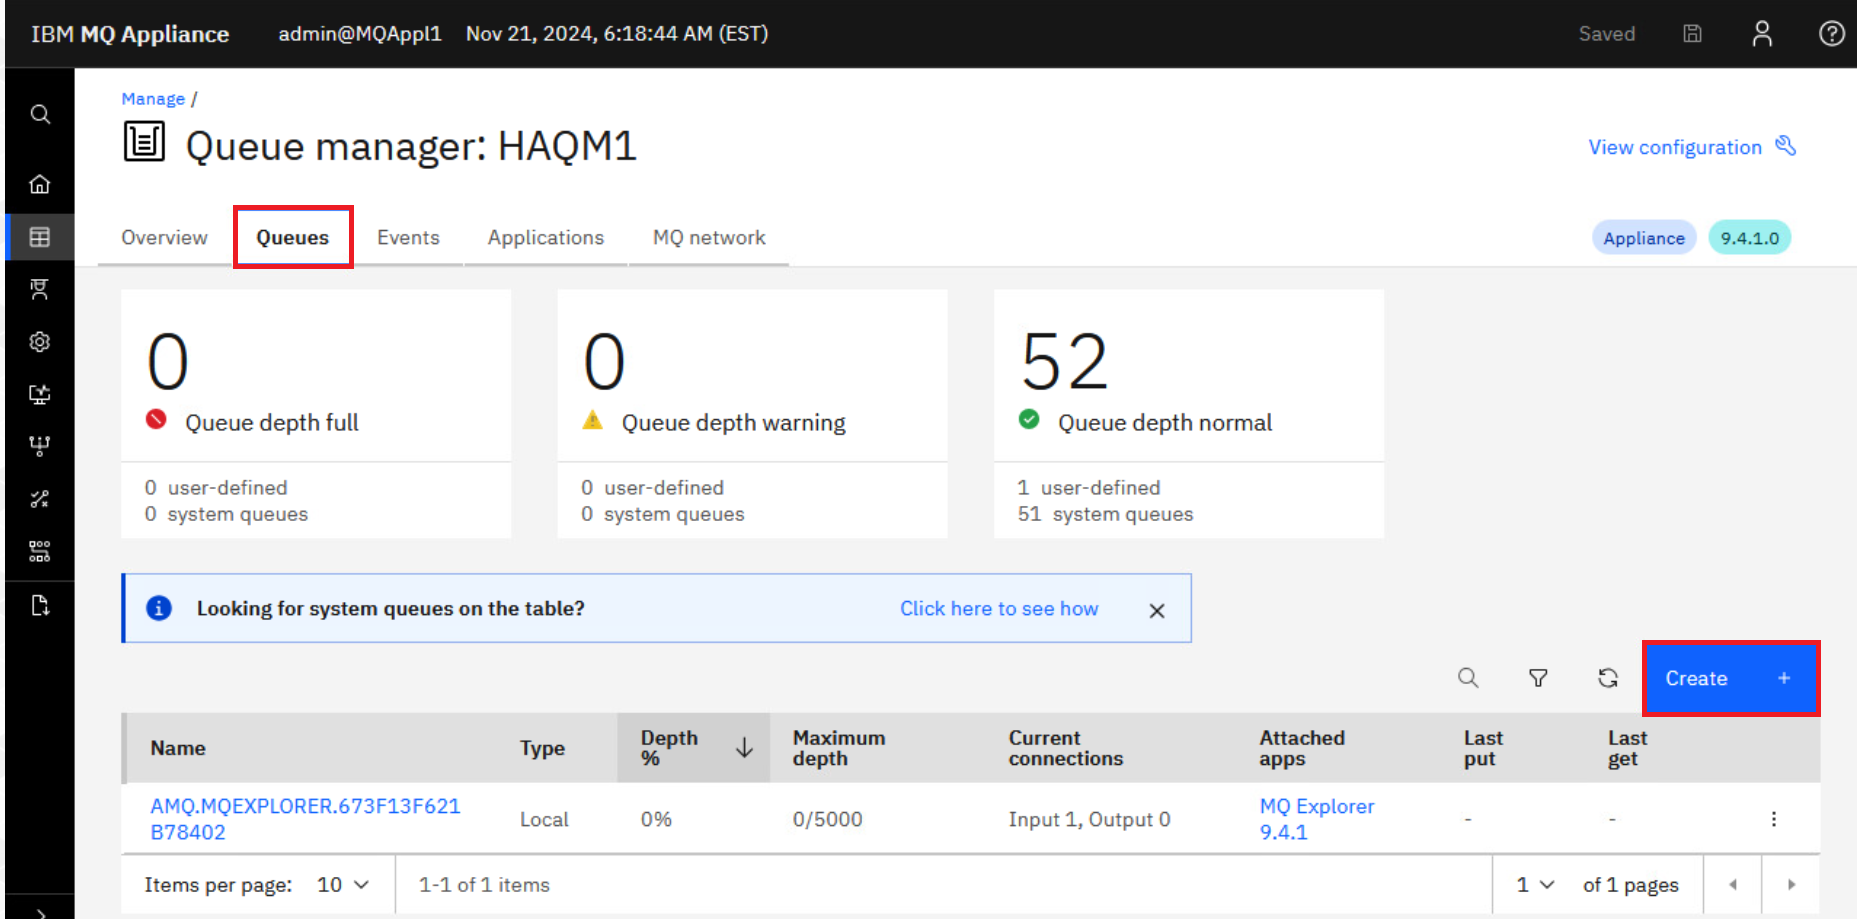 IBM MQ Appliance admin@MQAppl1 Nov 21, 2024, 6:18:44 AM (EST) Saved
Manage /
Queue manager: HAQM1
View configuration
Overview Queues Events Applications MQ network Appliance 9.4.1.0
0 0 52
Queue depth full Queue depth warning Queue depth normal
0 user-defined 0 user-defined 1 user-defined
0 system queues 0 system queues 51 system queues
Looking for system queues on the table? Click here to see how
Create +
Name Type Depth % Maximum depth Current connections Attached apps Last put Last get
AMQ.MQEXPLORER.673F13F621 Local 0% 0/5000 Input 1, Output 0 MQ Explorer - -
B78402 9.4.1
Items per page: 10 1-1 of 1 items 1 of 1 pages